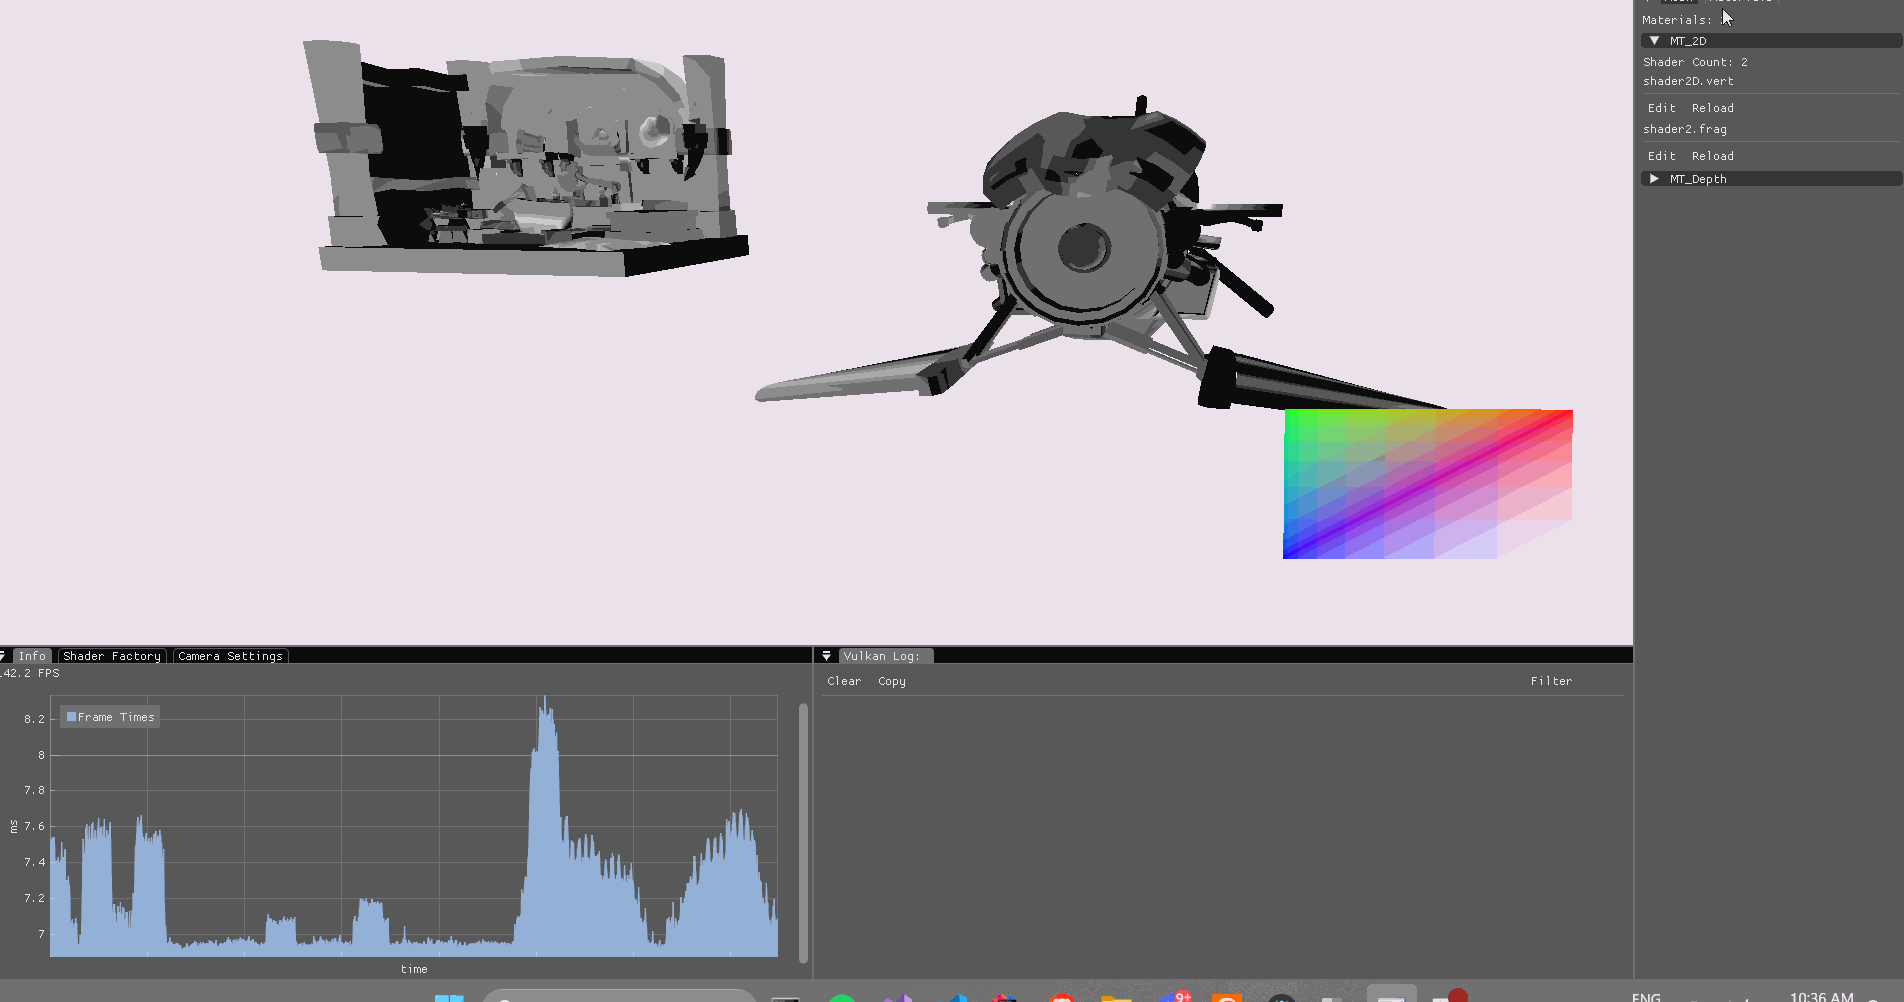 Materials:
MT_2D
Shader Count: 2
shader2D.vert
Edit Reload
shader2.frag
Edit Reload
MT_Depth
Info Shader Factory Camera Settings
42.2 FPS
Frame Times
8.2
8
7.8
7.6
7.4
7.2
7
ms
time
Vulkan Log:
Clear Copy Filter
9+
ENG
10:36 AM